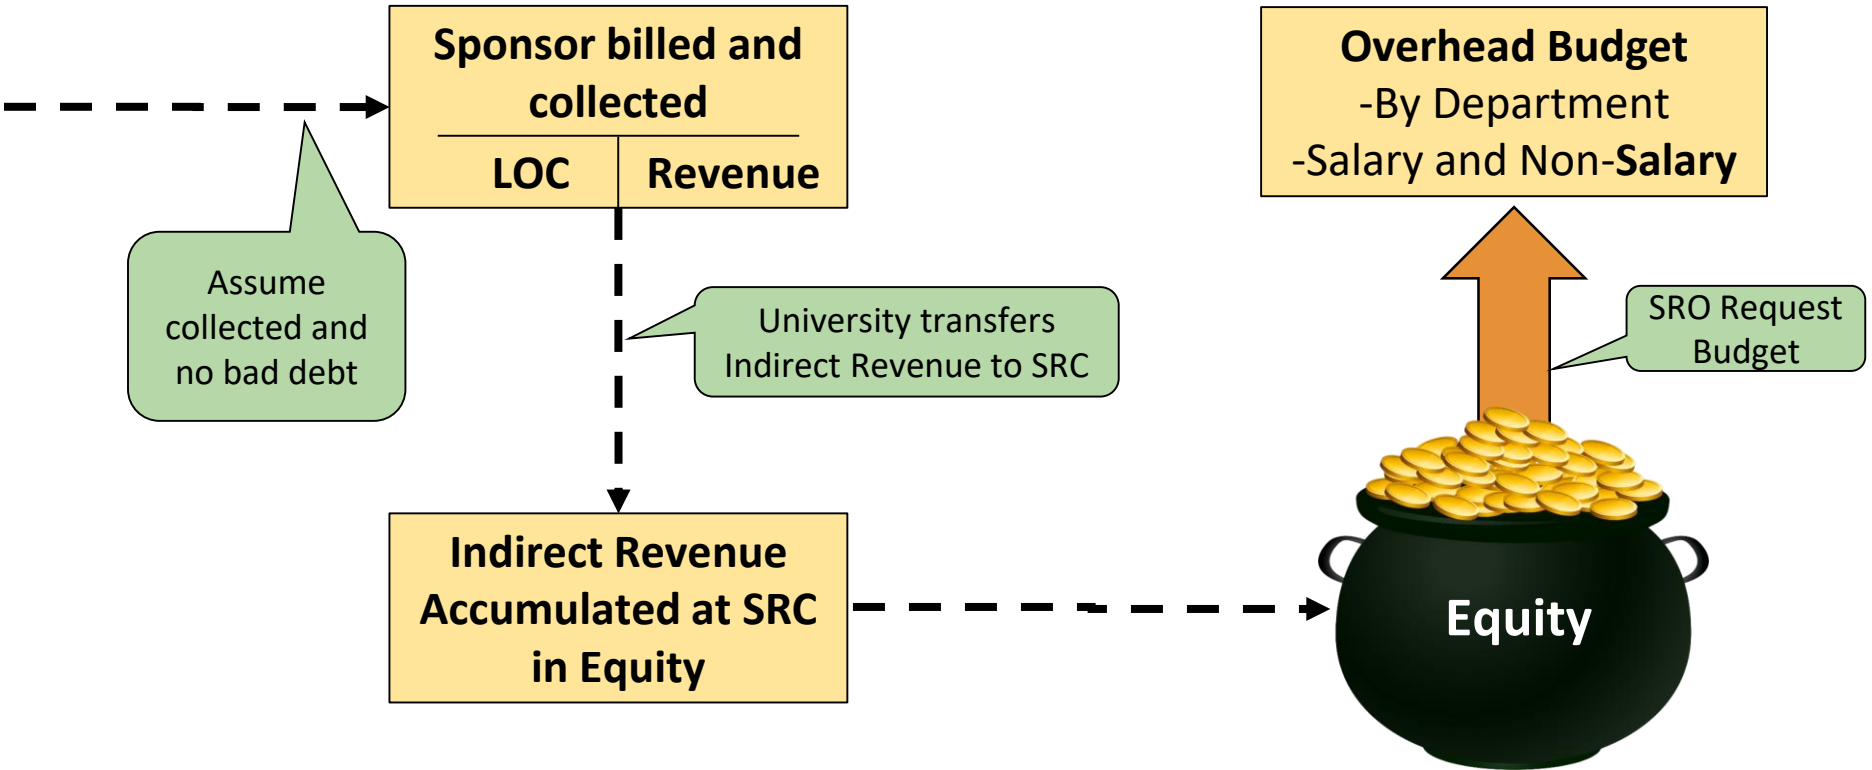 Sponsor billed and
collected
LOC
Revenue
Assume
collected and
no bad debt
University transfers
Indirect Revenue to SRC
Indirect Revenue
Accumulated at SRC
in Equity
Overhead Budget
-By Department
-Salary and Non-Salary
SRO Request
Budget
Equity